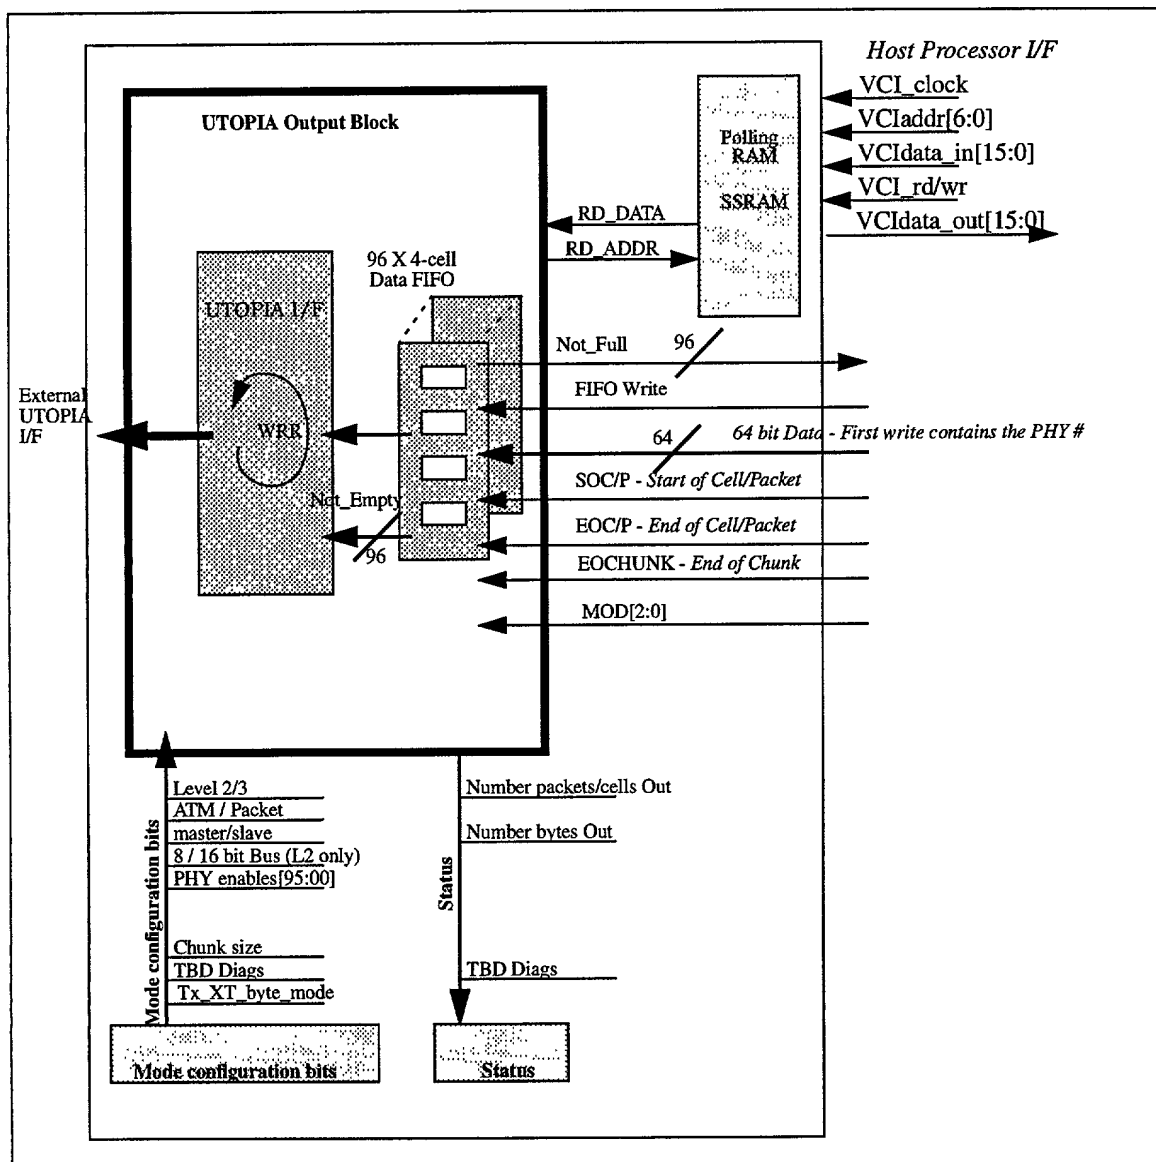 Host Processor I/F
VCI_clock
VCIaddr[6:0]
VCIdata_in[15:0]
VCI_rd/wr
VCIdata_out[15:0]
UTOPIA Output Block
Polling
RAM
SSRAM
RD_DATA
RD_ADDR
96 X 4-cell
Data FIFO
UTOPIA I/F
Not_Full
96
FIFO Write
External
UTOPIA
I/F
WRR
64
64 bit Data - First write contains the PHY #
SOC/P - Start of Cell/Packet
Not_Empty
96
EOC/P - End of Cell/Packet
EOCHUNK - End of Chunk
MOD[2:0]
Mode configuration bits
Level 2/3
ATM / Packet
master/slave
8 / 16 bit Bus (L2 only)
PHY enables[95:00]
Chunk size
TBD Diags
Tx_XT_byte_mode
Status
Number packets/cells Out
Number bytes Out
TBD Diags
Mode configuration bits
Status